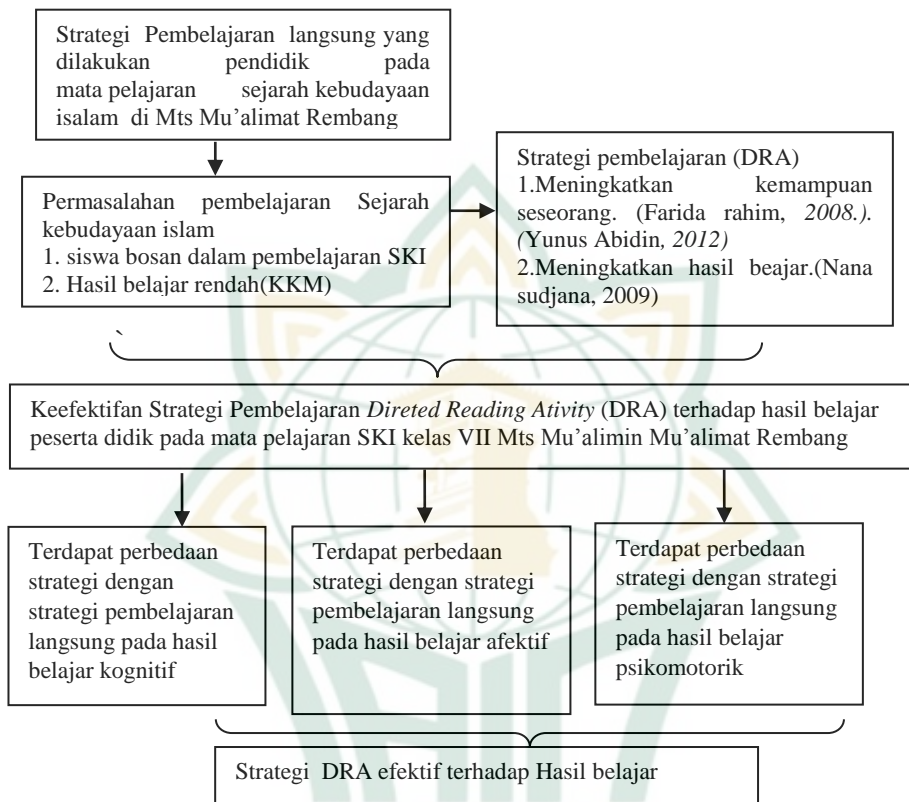 Strategi Pembelajaran langsung yang
dilakukan pendidik pada
mata pelajaran sejarah kebudayaan
isalam di Mts Mu’alimat Rembang
Permasalahan pembelajaran Sejarah
kebudayaan islam
1. siswa bosan dalam pembelajaran SKI
2. Hasil belajar rendah(KKM)
Strategi pembelajaran (DRA)
1.Meningkatkan kemampuan
seseorang. (Farida rahim, 2008.).
(Yunus Abidin, 2012)
2.Meningkatkan hasil beajar.(Nana
sudjana, 2009)
`
Keefektifan Strategi Pembelajaran Direted Reading Ativity (DRA) terhadap hasil belajar
peserta didik pada mata pelajaran SKI kelas VII Mts Mu’alimin Mu’alimat Rembang
Terdapat perbedaan
strategi dengan
strategi pembelajaran
langsung pada hasil
belajar kognitif
Terdapat perbedaan
strategi dengan strategi
pembelajaran langsung
pada hasil belajar afektif
Terdapat perbedaan
strategi dengan strategi
pembelajaran langsung
pada hasil belajar
psikomotorik
Strategi DRA efektif terhadap Hasil belajar